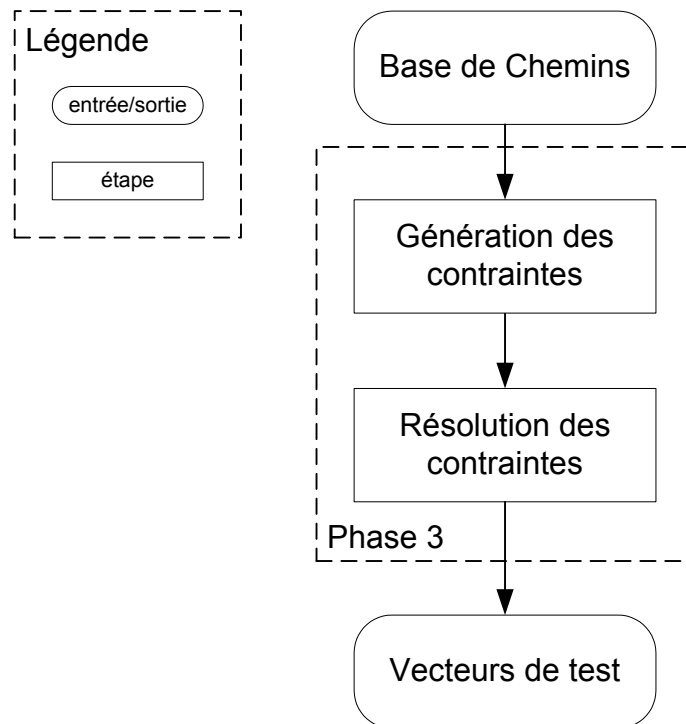 Légende
entrée/sortie
étape
Base de Chemins
Génération des
contraintes
Résolution des
contraintes
Phase 3
Vecteurs de test